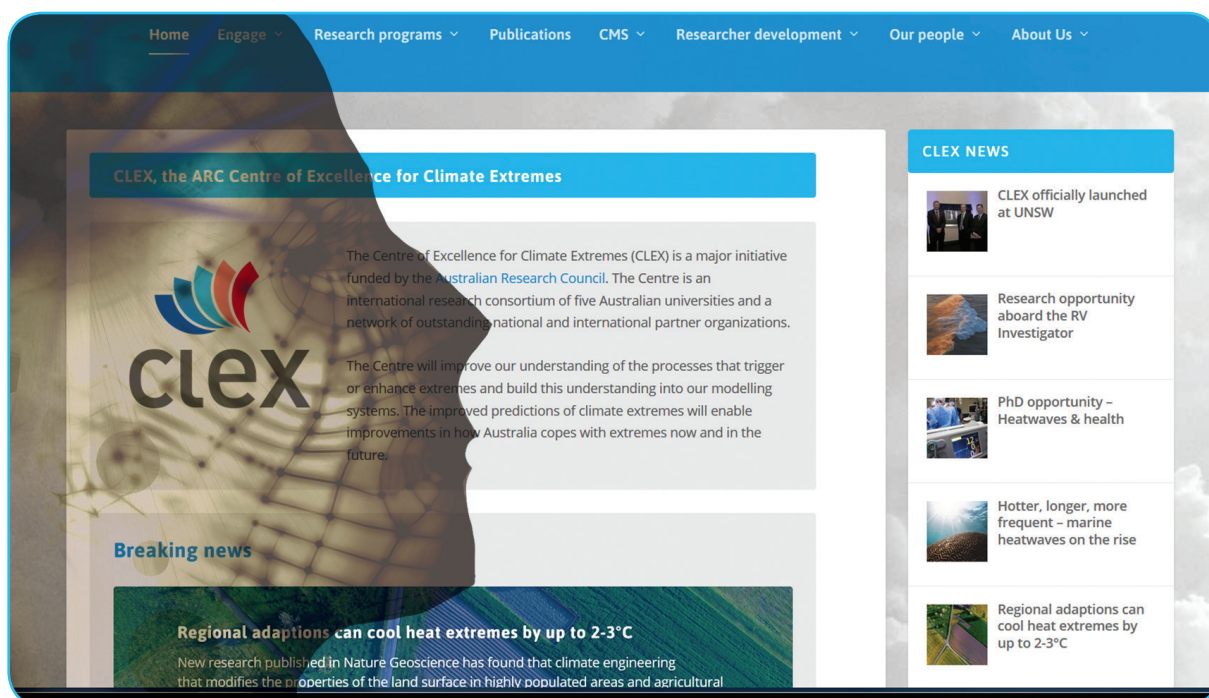 Home Engage Research programs Publications CMS Researcher development Our people About Us
CLEX, the ARC Centre of Excellence for Climate Extremes
clex
The Centre of Excellence for Climate Extremes (CLEX) is a major initiative
funded by the Australian Research Council. The Centre is an
international research consortium of five Australian universities and a
network of outstanding national and international partner organizations.
The Centre will improve our understanding of the processes that trigger
or enhance extremes and build this understanding into our modelling
systems. The improved predictions of climate extremes will enable
improvements in how Australia copes with extremes now and in the
future.
Breaking news
Regional adaptions can cool heat extremes by up to 2-3°C
New research published in Nature Geoscience has found that climate engineering
that modifies the properties of the land surface in highly populated areas and agricultural
CLEX NEWS
CLEX officially launched
at UNSW
Research opportunity
aboard the RV
Investigator
PhD opportunity –
Heatwaves & health
Hotter, longer, more
frequent – marine
heatwaves on the rise
Regional adaptions can
cool heat extremes by
up to 2-3°C